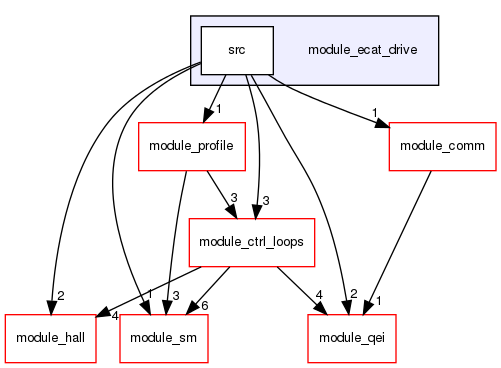 src
module_ecat_drive
1
1
module_profile
module_comm
3
3
module_ctrl_loops
2
1
3
4
6
4
2
1
module_hall
module_sm
module_qei